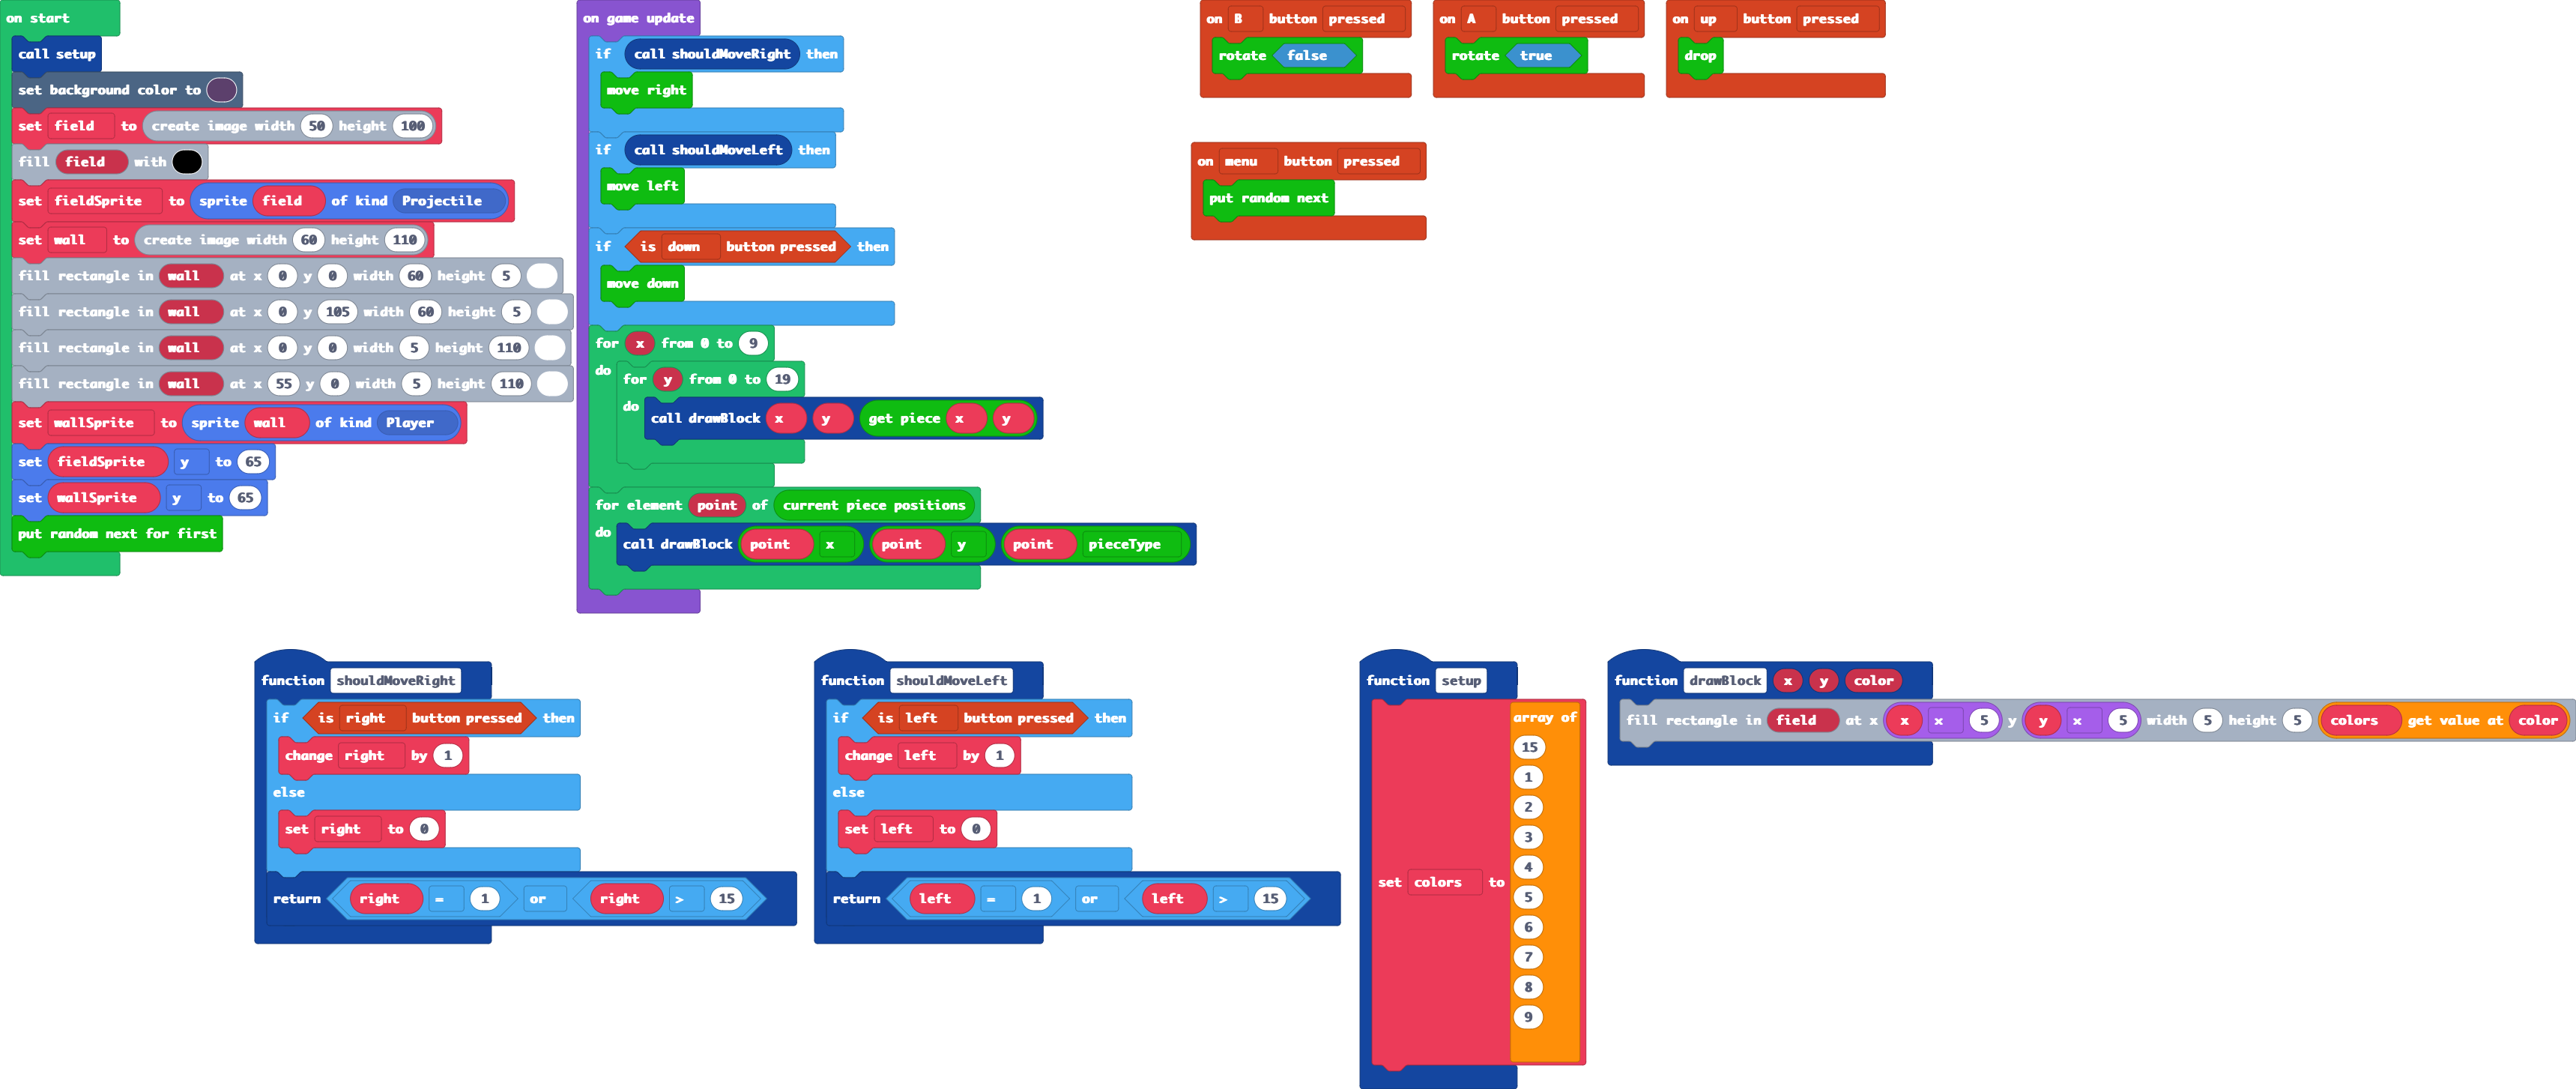 on start
call setup
set background color to
set field to create image width 50 height 100
fill field with
set fieldSprite to sprite field of kind Projectile
set wall to create image width 60 height 110
fill rectangle in wall at x 0 y 0 width 60 height 5
fill rectangle in wall at x 0 y 105 width 60 height 5
fill rectangle in wall at x 0 y 0 width 5 height 110
fill rectangle in wall at x 55 y 0 width 5 height 110
set wallSprite to sprite wall of kind Player
set fieldSprite y to 65
set wallSprite y to 65
put random next for first
on game update
if call shouldMoveRight then
move right
if call shouldMoveLeft then
move left
if is down button pressed then
move down
for x from 0 to 9
do
for y from 0 to 19
do
call drawBlock x y get piece x y
for element point of current piece positions
do
call drawBlock point x point y point pieceType
on B button pressed
rotate false
on A button pressed
rotate true
on up button pressed
drop
on menu button pressed
put random next
function shouldMoveRight
if is right button pressed then
change right by 1
else
set right to 0
return right = 1 or right > 15
function shouldMoveLeft
if is left button pressed then
change left by 1
else
set left to 0
return left = 1 or left > 15
function setup
set colors to
array of
15
1
2
3
4
5
6
7
8
9
function drawBlock x y color
fill rectangle in field at x x x 5 y y x 5 width 5 height 5 colors get value at color